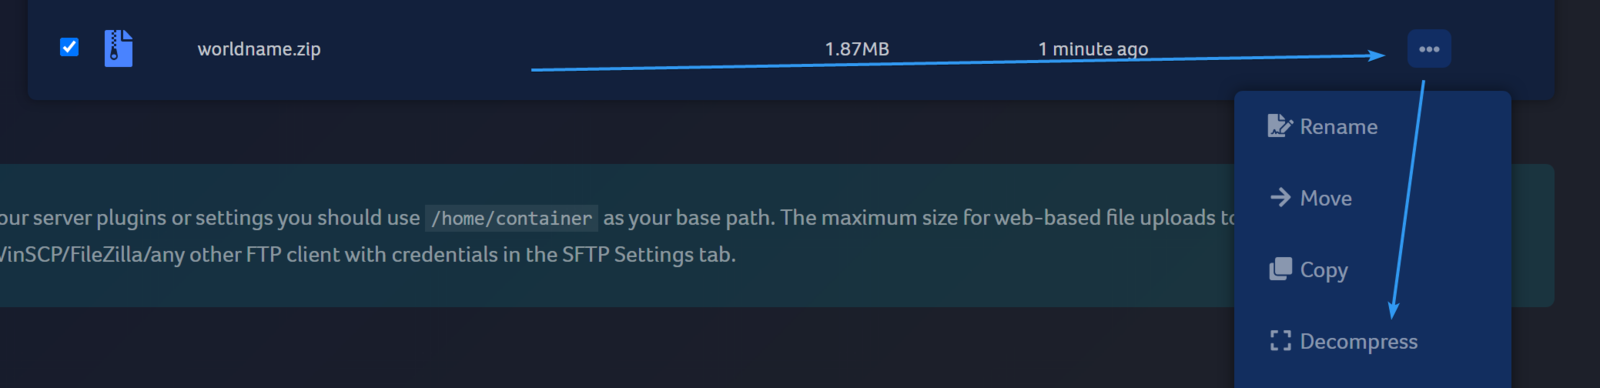 worldname.zip 1.87MB 1 minute ago
Rename
Move
our server plugins or settings you should use /home/container as your base path. The maximum size for web-based file uploads to
WinSCP/FileZilla/any other FTP client with credentials in the SFTP Settings tab.
Copy
Decompress